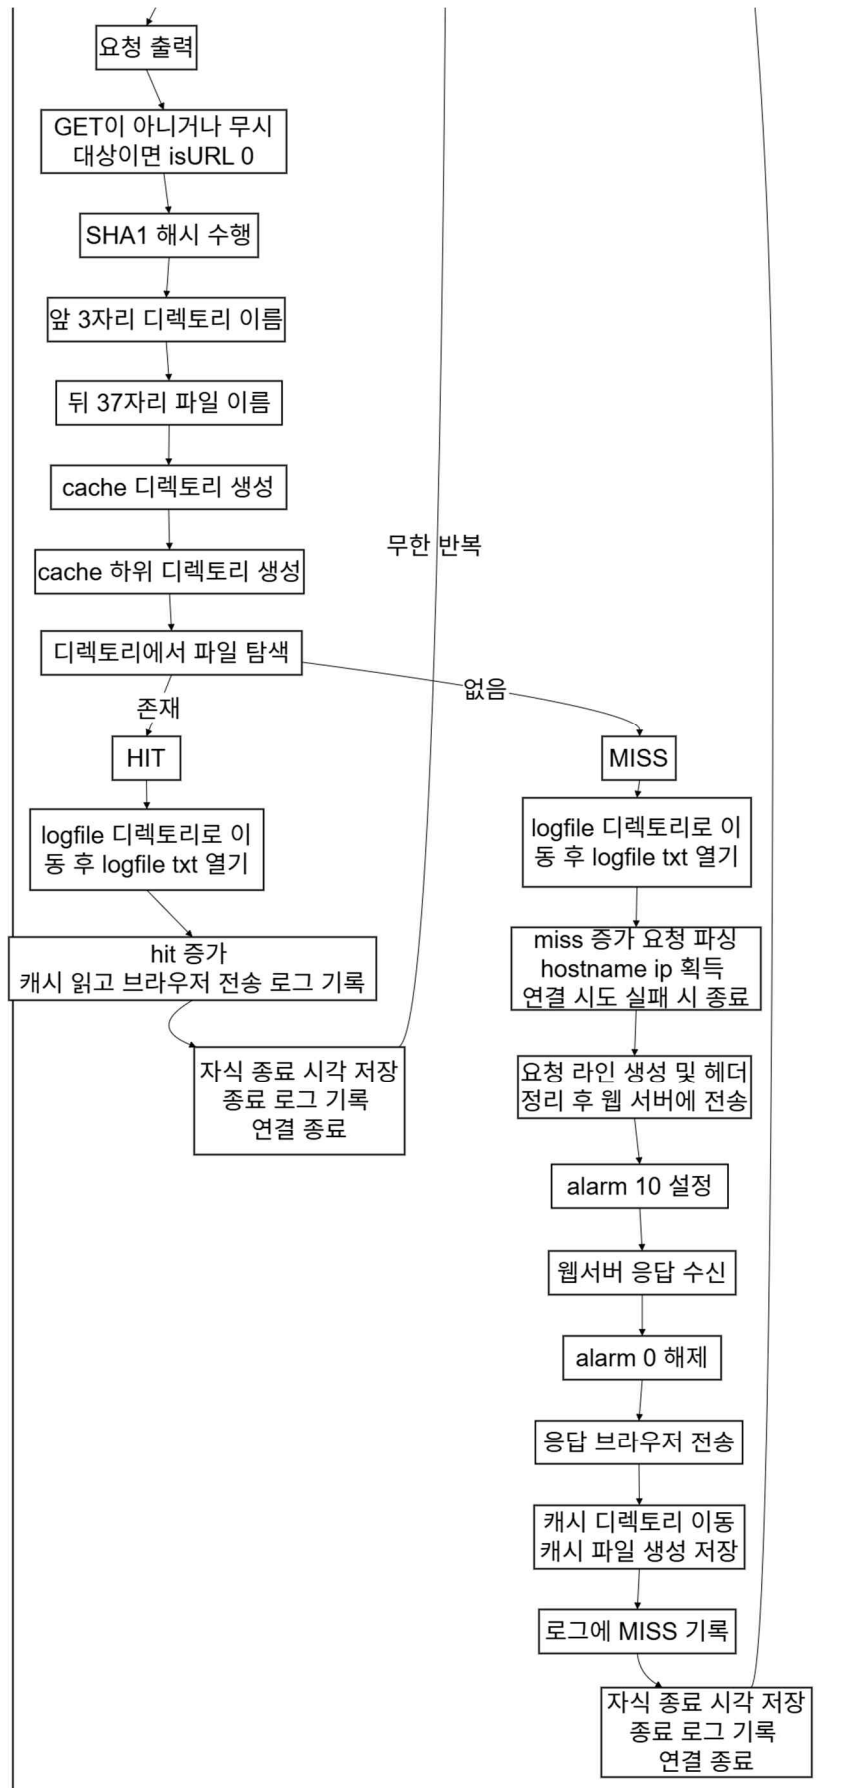 요청 출력
GET이 아니거나 무시
대상이면 isURL 0
SHA1 해시 수행
앞 3자리 디렉토리 이름
뒤 37자리 파일 이름
cache 디렉토리 생성
무한 반복
cache 하위 디렉토리 생성
디렉토리에서 파일 탐색
없음
존재
HIT
MISS
logfile 디렉토리로 이
동 후 logfile txt 열기
logfile 디렉토리로 이
동 후 logfile txt 열기
hit 증가
캐시 읽고 브라우저 전송 로그 기록
miss 증가 요청 파싱
hostname ip 획득
연결 시도 실패 시 종료
자식 종료 시각 저장
종료 로그 기록
연결 종료
요청 라인 생성 및 헤더
정리 후 웹 서버에 전송
alarm 10 설정
웹서버 응답 수신
alarm 0 해제
응답 브라우저 전송
캐시 디렉토리 이동
캐시 파일 생성 저장
로그에 MISS 기록
자식 종료 시각 저장
종료 로그 기록
연결 종료